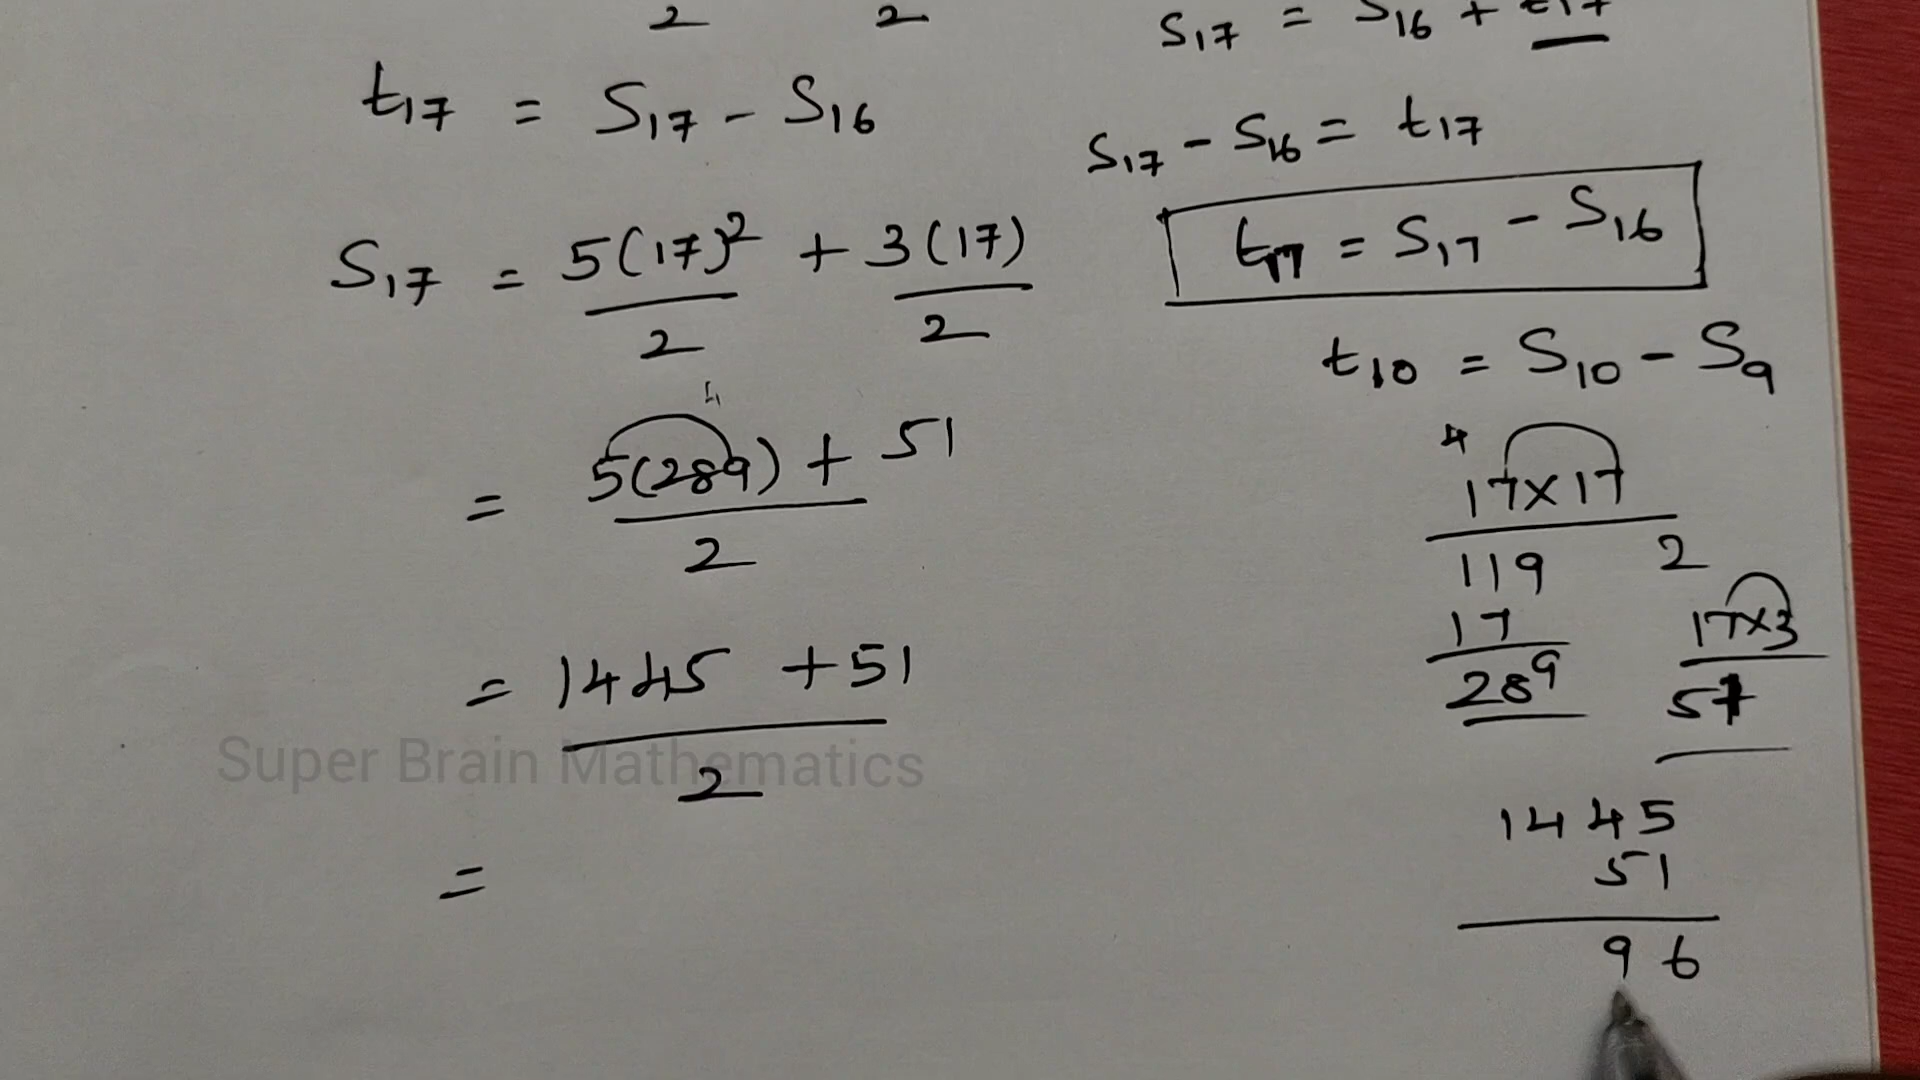 2 2
t17 = S17 - S16
S17 = 5(17)² + 3(17)
2 2
= 5(289) + 51
2
= 1445 + 51
2
=
Super Brain Mathematics
S17 = S16 + t17
S17 - S16 = t17
t17 = S17 - S16
t10 = S10 - S9
4
17×17
119
17
289
2
17×3
51
1445
51
96